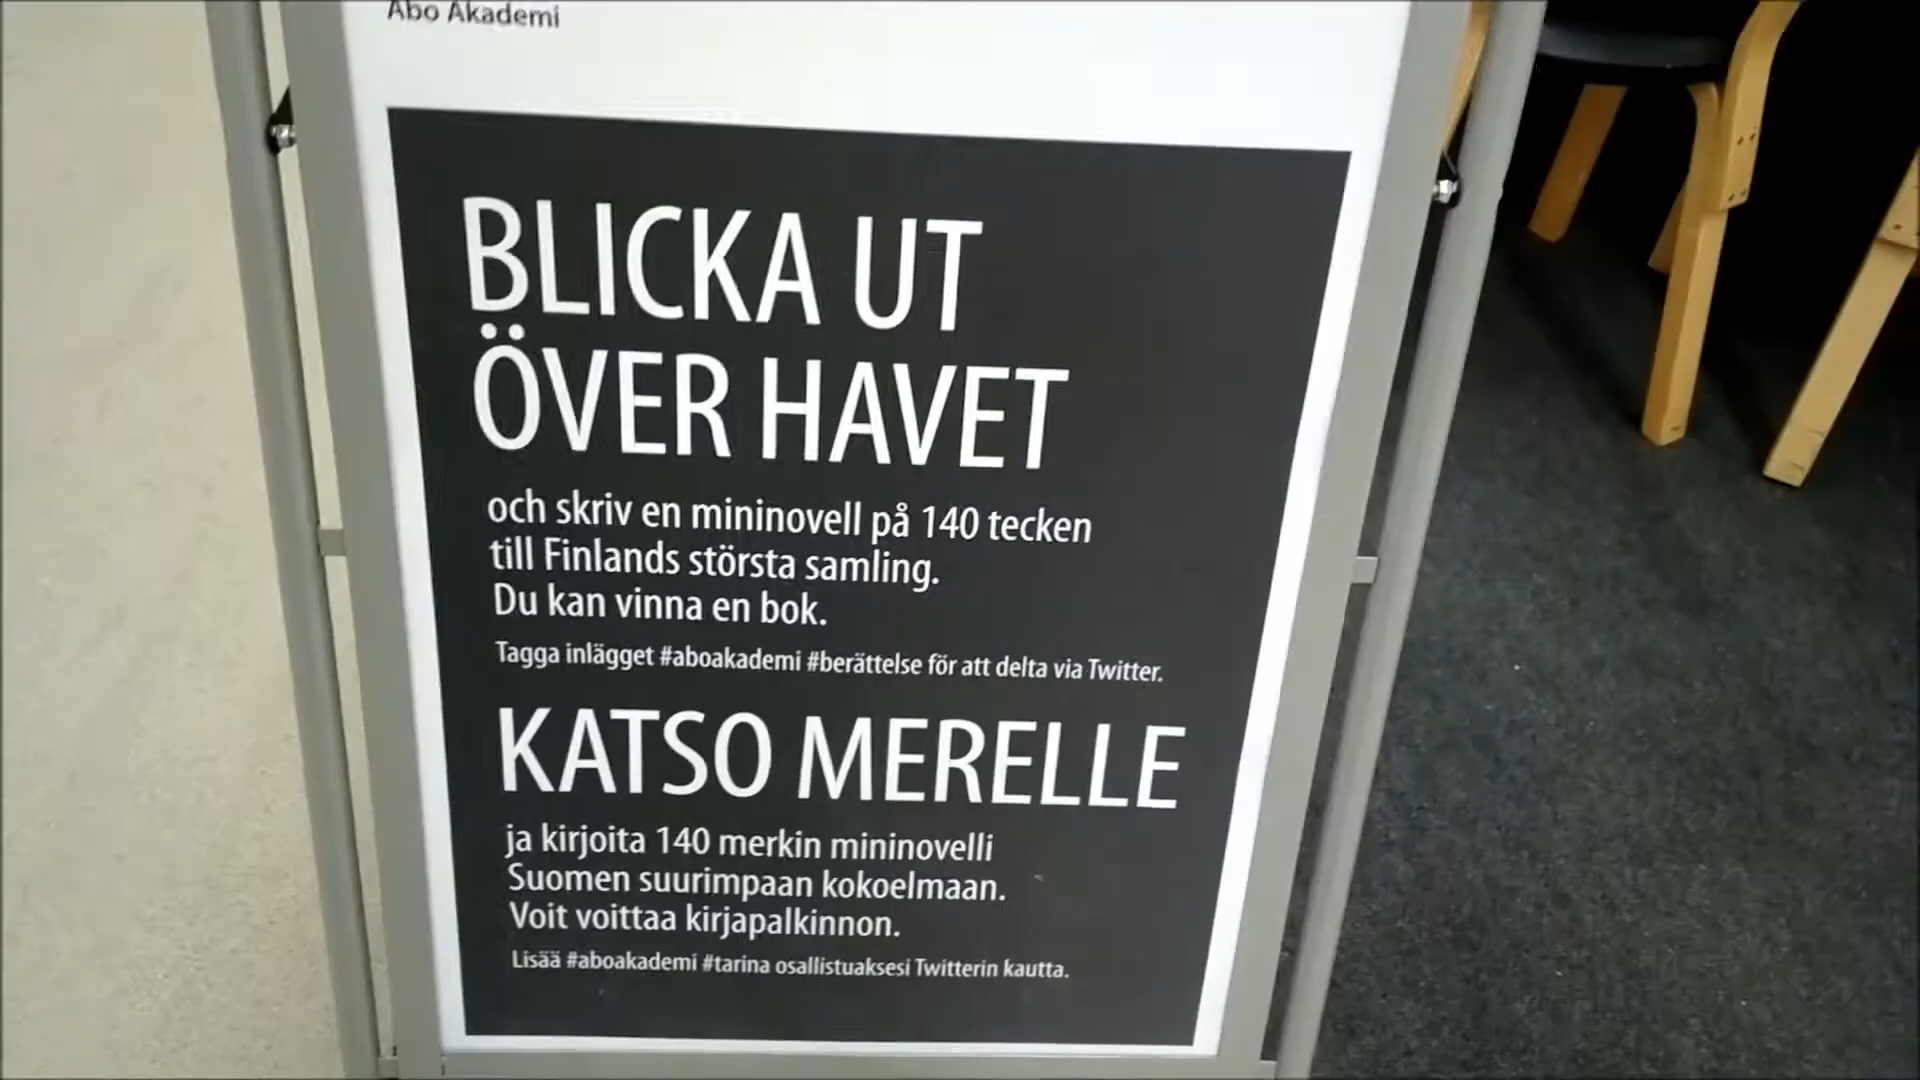 Åbo Akademi
BLICKA UT
ÖVER HAVET
och skriv en mininovell på 140 tecken
till Finlands största samling.
Du kan vinna en bok.
Tagga inlägget #aboakademi #berättelse för att delta via Twitter.
KATSO MERELLE
ja kirjoita 140 merkin mininovelli
Suomen suurimpaan kokoelmaan.
Voit voittaa kirjapalkinnon.
Lisää #aboakademi #tarina osallistuaksesi Twitterin kautta.